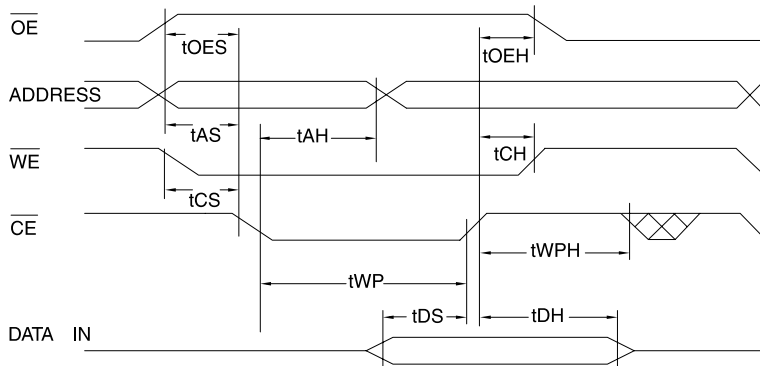 OE
tOES
tOEH
ADDRESS
tAS
tAH
tCH
WE
tCS
CE
tWPH
tWP
tDS
tDH
DATA IN